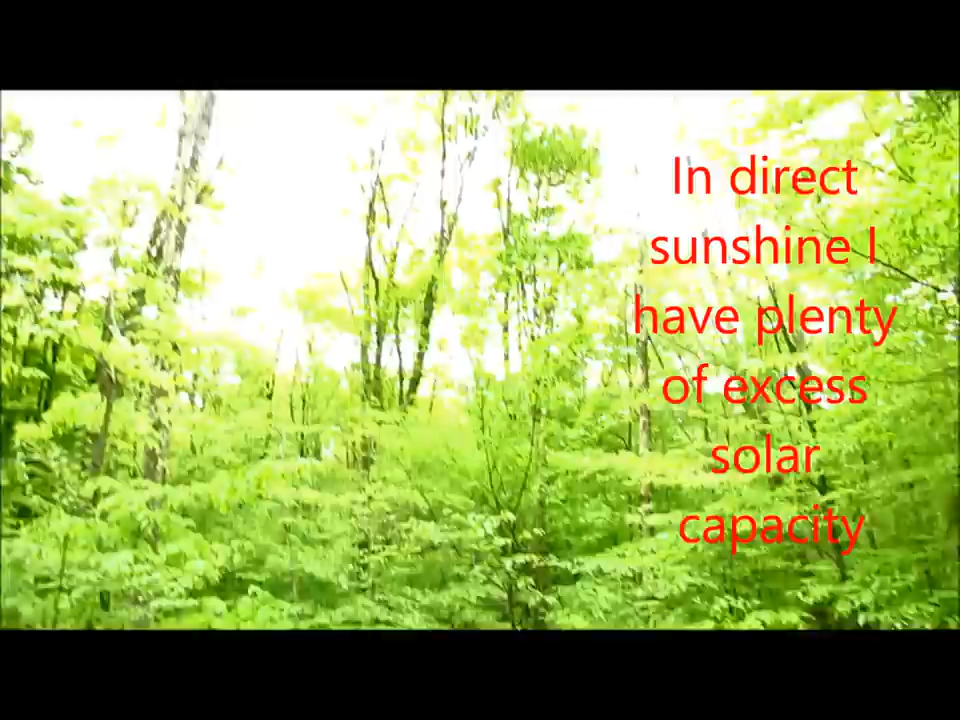 In direct
sunshine I
have plenty
of excess
solar
capacity